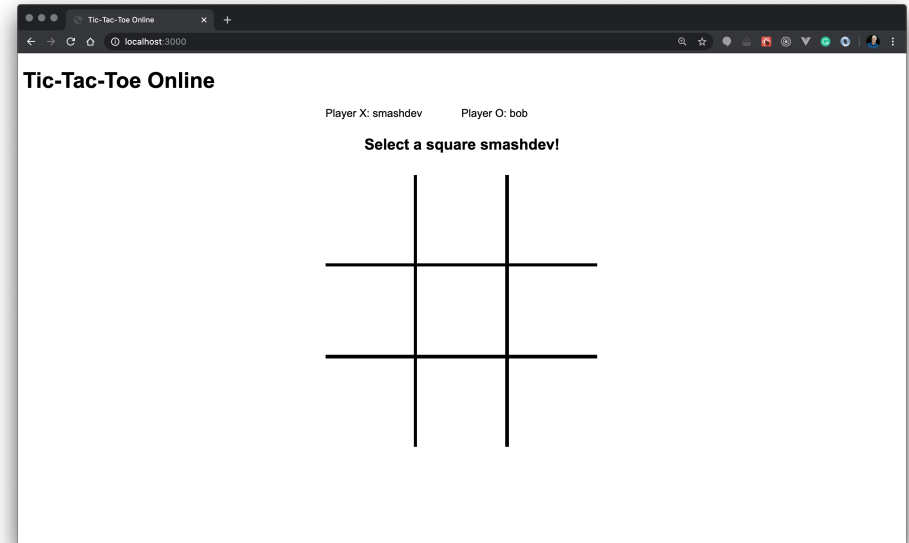 Tic-Tac-Toe Online
localhost:3000
Tic-Tac-Toe Online
Player X: smashdev Player O: bob
Select a square smashdev!